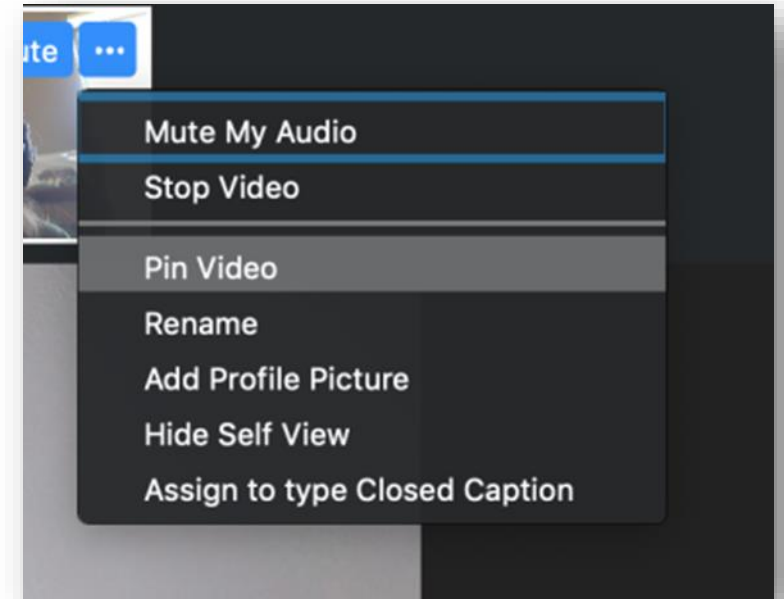 •••
Mute My Audio
Stop Video
Pin Video
Rename
Add Profile Picture
Hide Self View
Assign to type Closed Caption